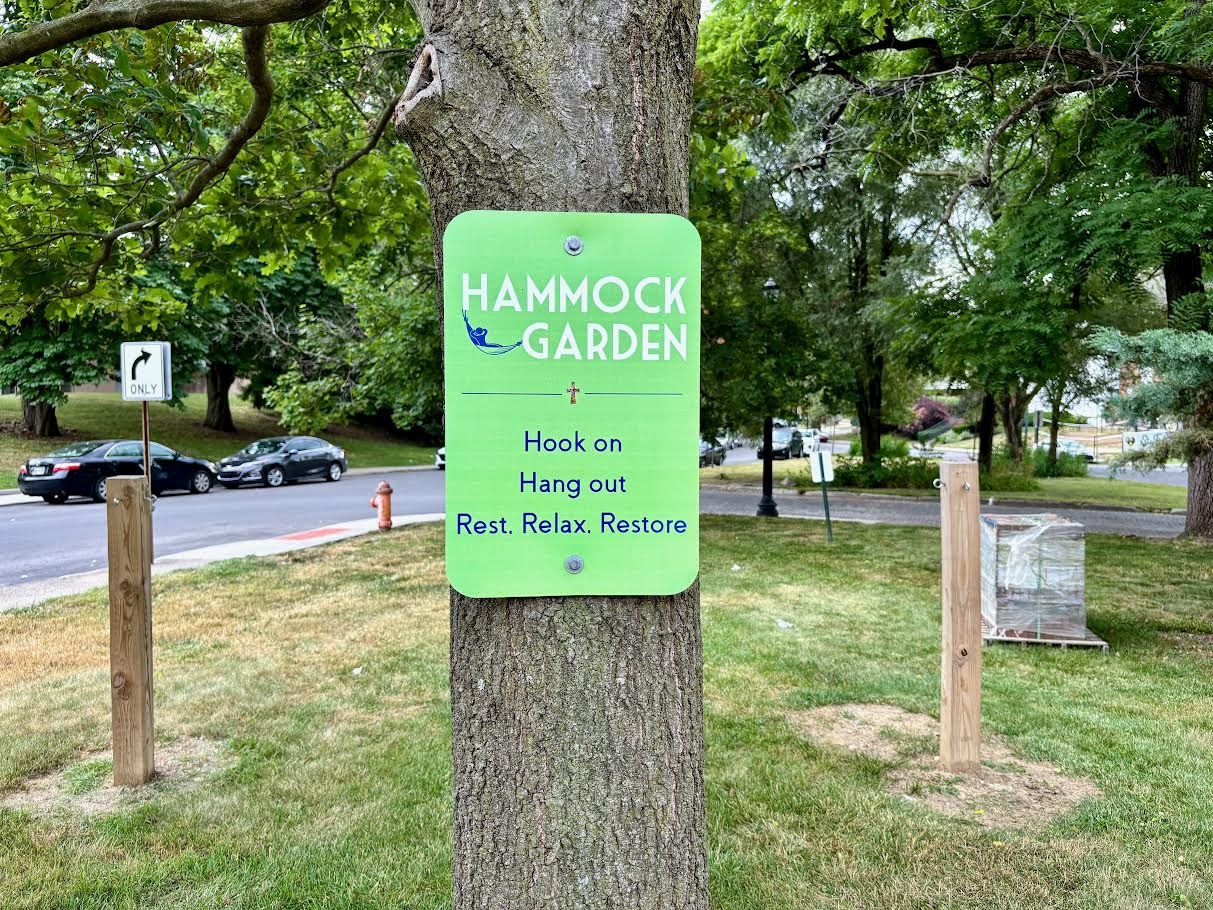 HAMMOCK
GARDEN
Hook on
Hang out
Rest. Relax. Restore
ONLY